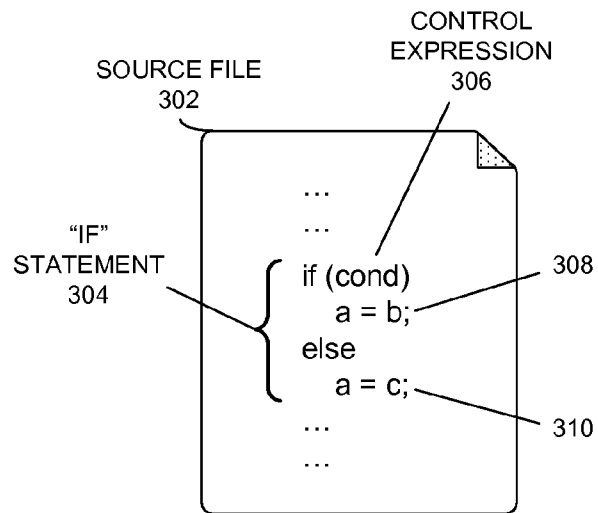 CONTROL
EXPRESSION
306
SOURCE FILE
302
...
...
"IF"
STATEMENT
304
if (cond)
a = b;
308
else
a = c;
310
...
...